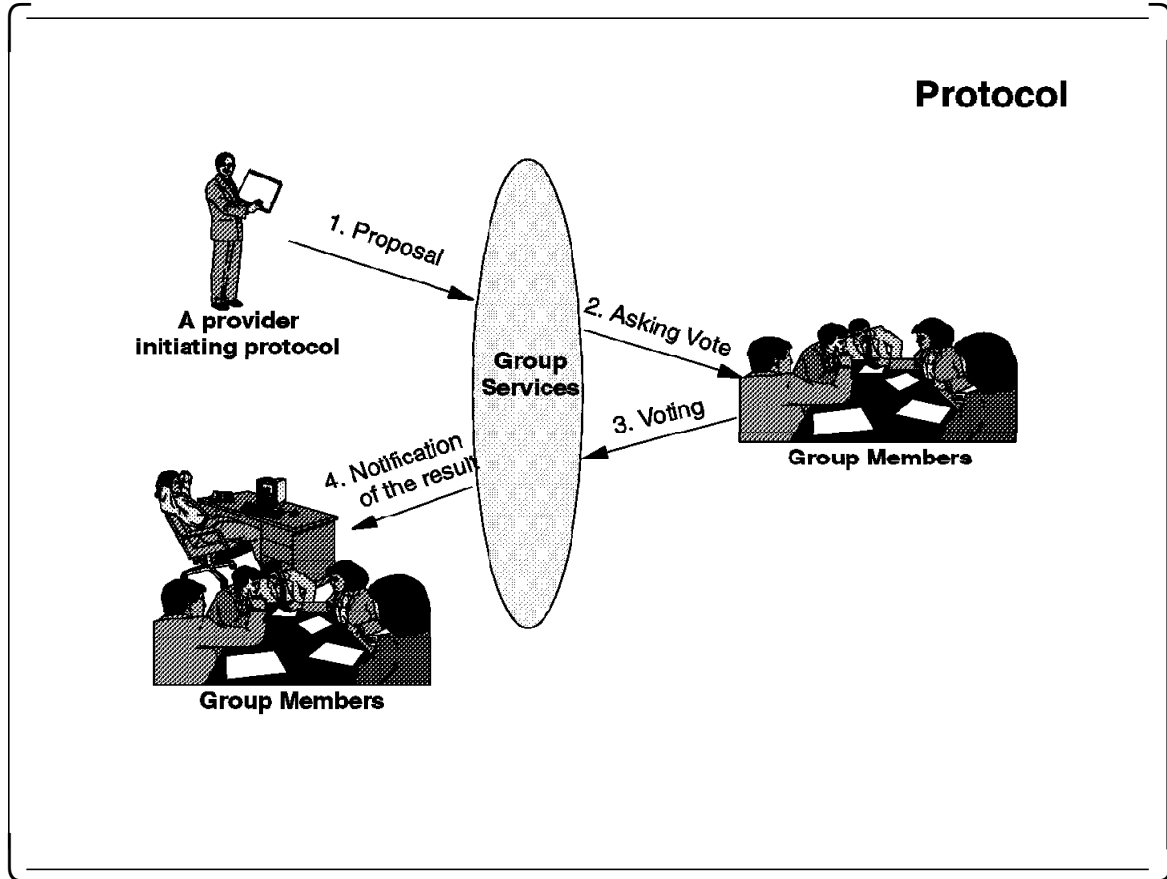 Protocol
1. Proposal
A provider
initiating protocol
2. Asking Vote
Group
Services
3. Voting
Group Members
4. Notification
of the result
Group Members